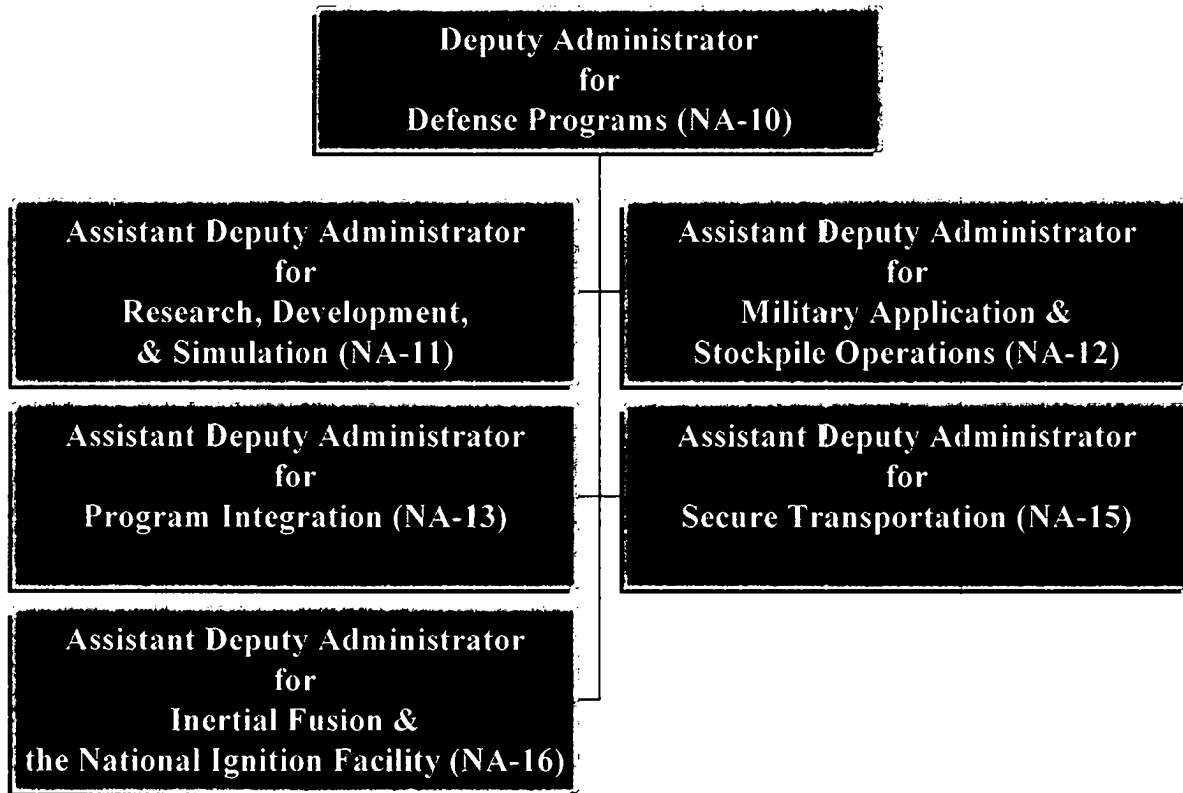 Deputy Administrator
for
Defense Programs (NA-10)
Assistant Deputy Administrator
for
Research, Development,
& Simulation (NA-11)
Assistant Deputy Administrator
for
Military Application &
Stockpile Operations (NA-12)
Assistant Deputy Administrator
for
Program Integration (NA-13)
Assistant Deputy Administrator
for
Secure Transportation (NA-15)
Assistant Deputy Administrator
for
Inertial Fusion &
the National Ignition Facility (NA-16)